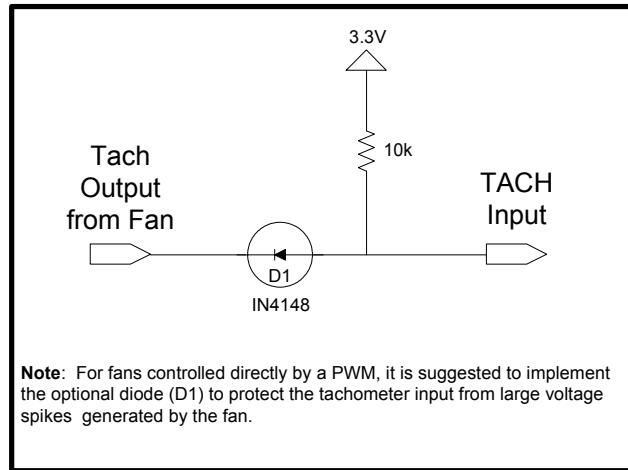 3.3V
10k
Tach
Output
from Fan
TACH
Input
D1
IN4148
Note: For fans controlled directly by a PWM, it is suggested to implement
the optional diode (D1) to protect the tachometer input from large voltage
spikes generated by the fan.